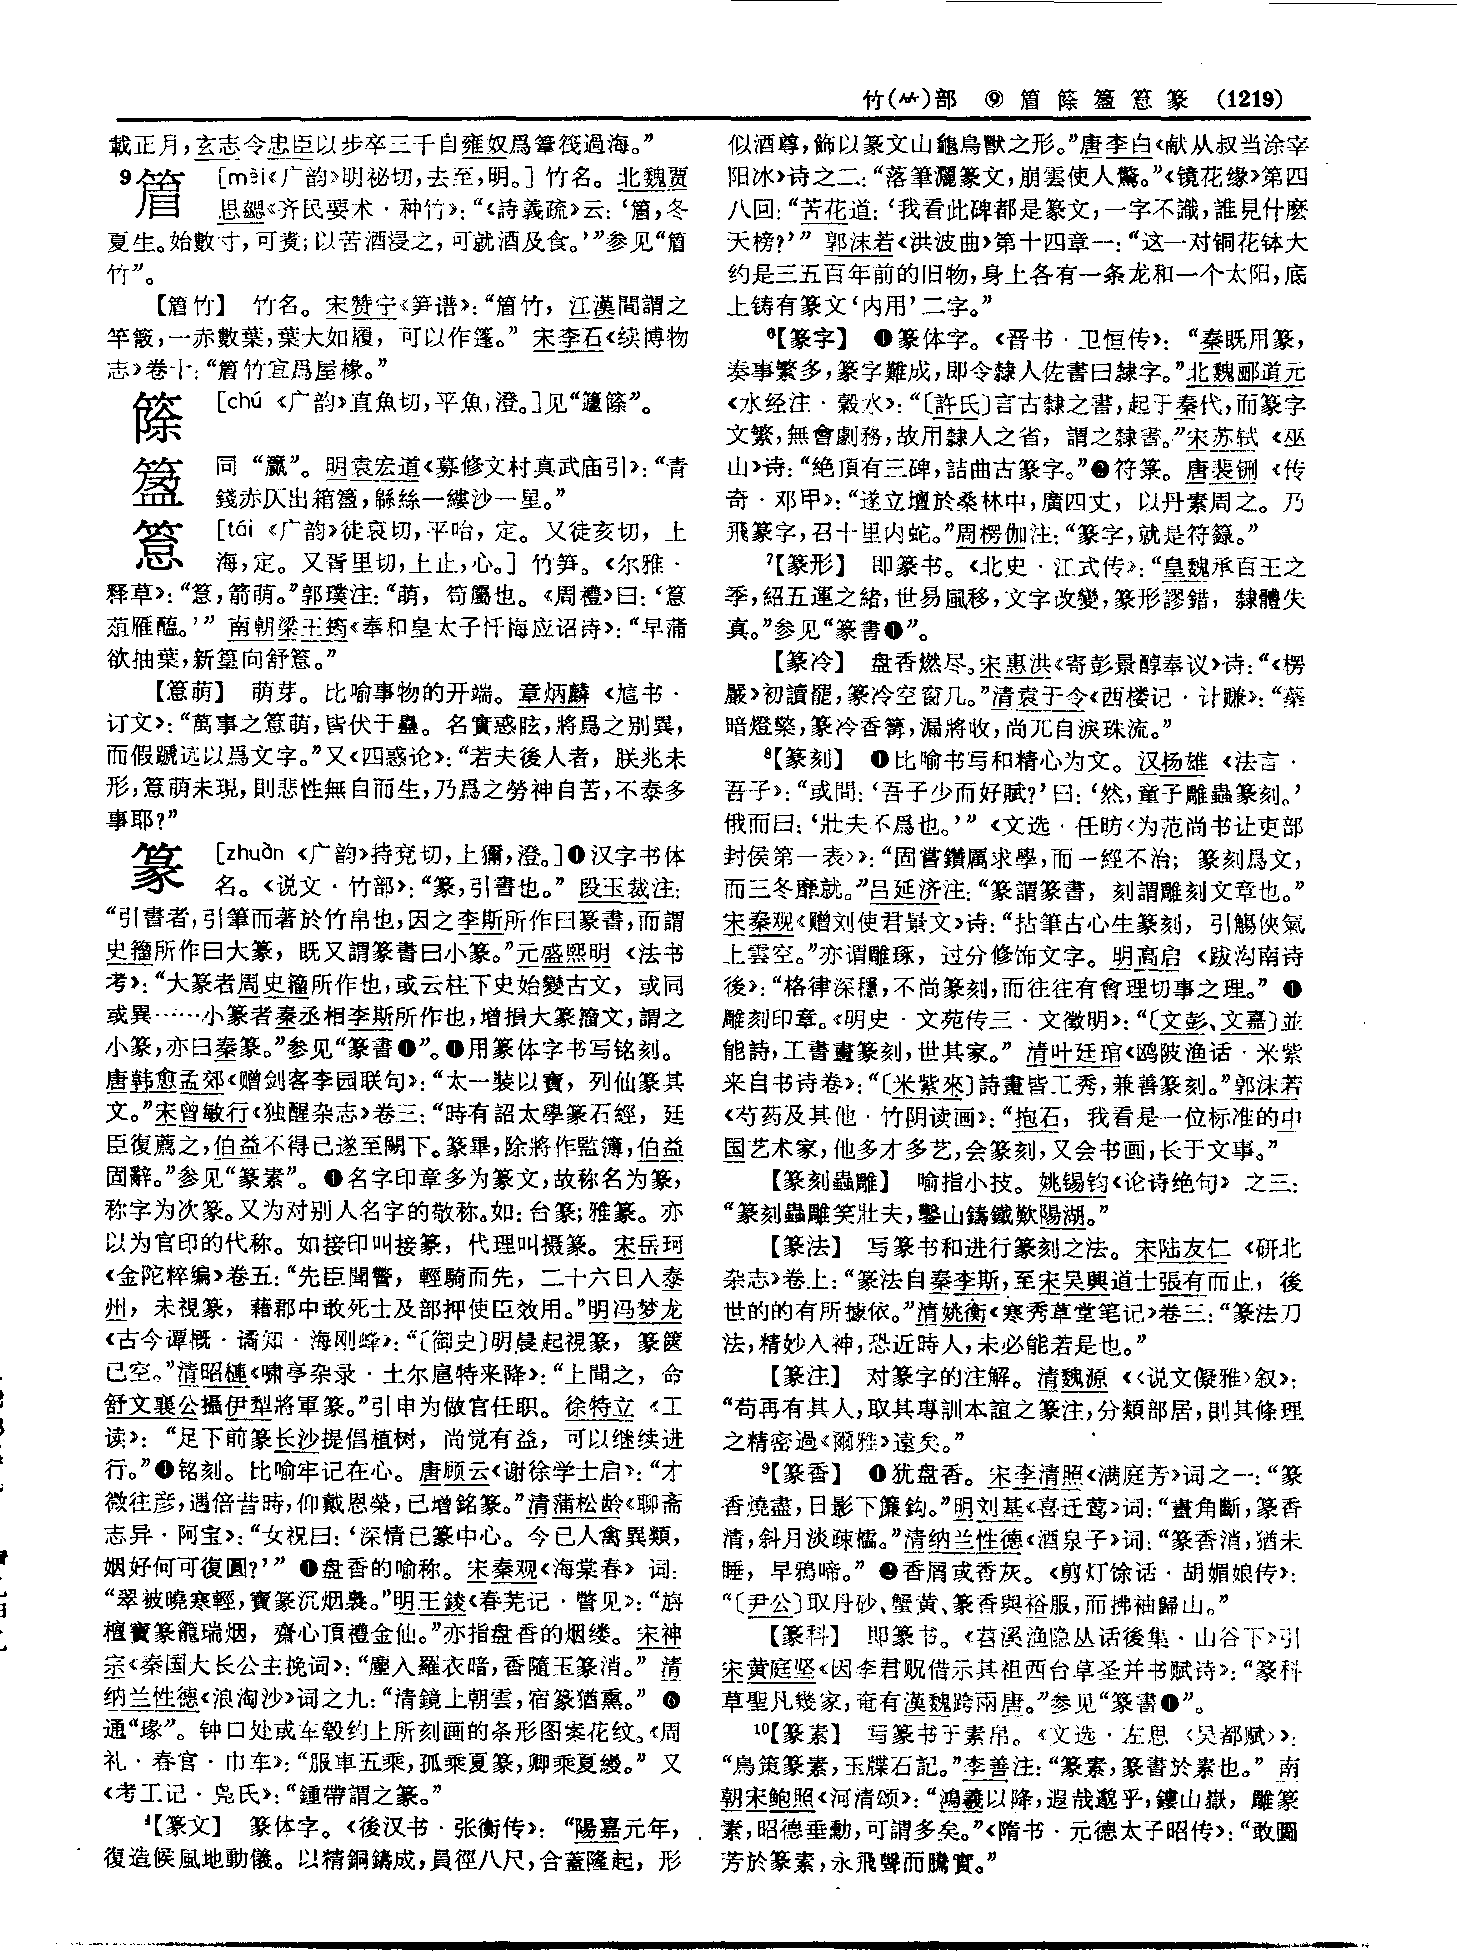 竹(⺮)部 ⑨ 篃 篨 簋 箈 篆 (1219)
載正月，玄志令忠臣以步卒三千自雍奴爲葦筏過海。”
9 篃 [mèi《广韵》明祕切，去至，明。] 竹名。北魏贾
思勰《齐民要术·种竹》：“《詩義疏》云：‘篃，冬
夏生。始數寸，可煑；以苦酒浸之，可就酒及食。’”参见“篃
竹”。
【篃竹】 竹名。宋赞宁《笋谱》：“篃竹，江漢間謂之
竿簌，一赤數葉，葉大如履，可以作篷。” 宋李石《续博物
志》卷十：“篃竹宜爲屋椽。”
篨 [chú 《广韵》直魚切，平魚，澄。]见“籧篨”。
同“籯”。明袁宏道《募修文村真武庙引》：“青
錢赤仄出箱簋，縣絲一縷沙一星。”
[tái 《广韵》徒哀切，平咍，定。又徒亥切，上
海，定。又胥里切，上止，心。] 竹笋。《尔雅·
释草》：“箈，箭萌。”郭璞注：“萌，筍屬也。《周禮》曰：‘箈
菹雁醢。’” 南朝梁王筠《奉和皇太子忏悔应诏诗》：“早蒲
欲抽葉，新篁向舒箈。”
【箈萌】 萌芽。比喻事物的开端。章炳麟《訄书·
订文》：“萬事之箈萌，皆伏于蠱。名實惑眩，將爲之别異，
而假蹏迒以爲文字。”又《四惑论》：“若夫後人者，朕兆未
形，箈萌未現，則悲性無自而生，乃爲之勞神自苦，不泰多
事耶？”
篆 [zhuàn 《广韵》持兖切，上獮，澄。]❶汉字书体
名。《说文·竹部》：“篆，引書也。” 段玉裁注：
“引書者，引筆而著於竹帛也，因之李斯所作曰篆書，而謂
史籀所作曰大篆，既又謂篆書曰小篆。”元盛熙明《法书
考》：“大篆者周史籀所作也，或云柱下史始變古文，或同
或異……小篆者秦丞相李斯所作也，增損大篆籀文，謂之
小篆，亦曰秦篆。”参见“篆書❶”。❶用篆体字书写铭刻。
唐韩愈孟郊《赠剑客李园联句》：“太一裝以寶，列仙篆其
文。”宋曾敏行《独醒杂志》卷三：“時有詔太學篆石經，廷
臣復薦之，伯益不得已遂至闕下。篆畢，除將作監簿，伯益
固辭。”参见“篆素”。 ❶名字印章多为篆文，故称名为篆，
称字为次篆。又为对别人名字的敬称。如：台篆；雅篆。亦
以为官印的代称。如接印叫接篆，代理叫摄篆。宋岳珂
《金陀粹编》卷五：“先臣聞警，輕騎而先，二十六日入泰
州，未視篆，藉郡中敢死士及部押使臣效用。”明冯梦龙
《古今谭概·谲知·海刚峰》：“〔御史〕明晨起視篆，篆篋
已空。”清昭槤《啸亭杂录·土尔扈特来降》：“上聞之，命
舒文襄公攝伊犁將軍篆。”引申为做官任职。徐特立《工
读》：“足下前篆长沙提倡植树，尚觉有益，可以继续进
行。”❶铭刻。比喻牢记在心。唐顾云《谢徐学士启》：“才
微往彦，遇倍昔時，仰戴恩榮，已增銘篆。”清蒲松龄《聊斋
志异·阿宝》：“女祝曰：‘深情已篆中心。今已人禽異類，
姻好何可復圓？’” ❶盘香的喻称。宋秦观《海棠春》词：
“翠被曉寒輕，寶篆沉烟裊。”明王錂《春芜记·瞥见》：“旃
檀寶篆籠瑞烟，齋心頂禮金仙。”亦指盘香的烟缕。宋神
宗《秦国大长公主挽词》：“塵入羅衣暗，香隨玉篆消。”清
纳兰性德《浪淘沙》词之九：“清鏡上朝雲，宿篆猶熏。” ❻
通“瑑”。钟口处或车毂约上所刻画的条形图案花纹。《周
礼·春官·巾车》：“服車五乘，孤乘夏篆，卿乘夏縵。”又
《考工记·凫氏》：“鍾帶謂之篆。”
4【篆文】 篆体字。《後汉书·张衡传》：“陽嘉元年，
復造候風地動儀。以精銅鑄成，員徑八尺，合蓋隆起，形
似酒尊，飾以篆文山龜鳥獸之形。”唐李白《献从叔当涂宰
阳冰》诗之二：“落筆灑篆文，崩雲使人驚。”《镜花缘》第四
八回：“苦花道：‘我看此碑都是篆文，一字不識，誰見什麽
天榜？’” 郭沫若《洪波曲》第十四章一：“这一对铜花钵大
约是三五百年前的旧物，身上各有一条龙和一个太阳，底
上铸有篆文‘内用’二字。”
6【篆字】 ❶篆体字。《晋书·卫恒传》：“秦既用篆，
奏事繁多，篆字難成，即令隸人佐書曰隸字。”北魏郦道元
《水经注·穀水》：“〔許氏〕言古隸之書，起于秦代，而篆字
文繁，無會劇務，故用隸人之省，謂之隸書。”宋苏轼《巫
山》诗：“絶頂有三碑，詰曲古篆字。”❷符箓。唐裴铏《传
奇·邓甲》：“遂立壇於桑林中，廣四丈，以丹素周之。乃
飛篆字，召十里内蛇。”周楞伽注：“篆字，就是符籙。”
7【篆形】 即篆书。《北史·江式传》：“皇魏承百王之
季，紹五運之緒，世易風移，文字改變，篆形謬錯，隸體失
真。”参见“篆書❶”。
【篆冷】 盘香燃尽。宋惠洪《寄彭景醇奉议》诗：“《楞
嚴》初讀罷，篆冷空窗几。”清袁于令《西楼记·计赚》：“藜
暗燈檠，篆冷香篝，漏將收，尚兀自淚珠流。”
8【篆刻】 ❶比喻书写和精心为文。汉扬雄《法言·
吾子》：“或問：‘吾子少而好賦？’曰：‘然，童子雕蟲篆刻。’
俄而曰：‘壯夫不爲也。’”《文选·任昉〈为范尚书让吏部
封侯第一表〉》：“固嘗鑽厲求學，而一經不治；篆刻爲文，
而三冬靡就。”吕延济注：“篆謂篆書，刻謂雕刻文章也。”
宋秦观《赠刘使君景文》诗：“拈筆古心生篆刻，引觴俠氣
上雲空。”亦谓雕琢，过分修饰文字。明高启《跋沟南诗
後》：“格律深穩，不尚篆刻，而往往有會理切事之理。” ❶
雕刻印章。《明史·文苑传三·文徵明》：“〔文彭、文嘉〕並
能詩，工書畫篆刻，世其家。” 清叶廷琯《鸥陂渔话·米紫
来自书诗卷》：“〔米紫來〕詩畫皆工秀，兼善篆刻。”郭沫若
《芍药及其他·竹阴读画》：“抱石，我看是一位标准的中
国艺术家，他多才多艺，会篆刻，又会书画，长于文事。”
【篆刻蟲雕】 喻指小技。姚锡钧《论诗绝句》之三：
“篆刻蟲雕笑壯夫，鑿山鑄鐵歎陽湖。”
【篆法】 写篆书和进行篆刻之法。宋陆友仁《研北
杂志》卷上：“篆法自秦李斯，至宋吴興道士張有而止，後
世的的有所據依。”清姚衡《寒秀草堂笔记》卷三：“篆法刀
法，精妙入神，恐近時人，未必能若是也。”
【篆注】 对篆字的注解。清魏源《〈说文儗雅〉叙》：
“苟再有其人，取其專訓本誼之篆注，分類部居，則其條理
之精密過《爾雅》遠矣。”
9【篆香】 ❶犹盘香。宋李清照《满庭芳》词之一：“篆
香燒盡，日影下簾鈎。”明刘基《喜迁莺》词：“畫角斷，篆香
清，斜月淡疎櫺。”清纳兰性德《酒泉子》词：“篆香消，猶未
睡，早鴉啼。” ❷香屑或香灰。《剪灯馀话·胡媚娘传》：
“〔尹公〕取丹砂、蟹黄、篆香與裕服，而拂袖歸山。”
【篆科】 即篆书。《苕溪渔隐丛话後集·山谷下》引
宋黄庭坚《因李君贶借示其祖西台草圣并书赋诗》：“篆科
草聖凡幾家，奄有漢魏跨兩唐。”参见“篆書❶”。
10【篆素】 写篆书于素帛。《文选·左思〈吴都赋〉》：
“鳥策篆素，玉牒石記。”李善注：“篆素，篆書於素也。” 南
朝宋鲍照《河清颂》：“鴻羲以降，遐哉邈乎，鏤山嶽，雕篆
素，昭德垂勳，可謂多矣。”《隋书·元德太子昭传》：“敢圖
芳於篆素，永飛聲而騰實。”